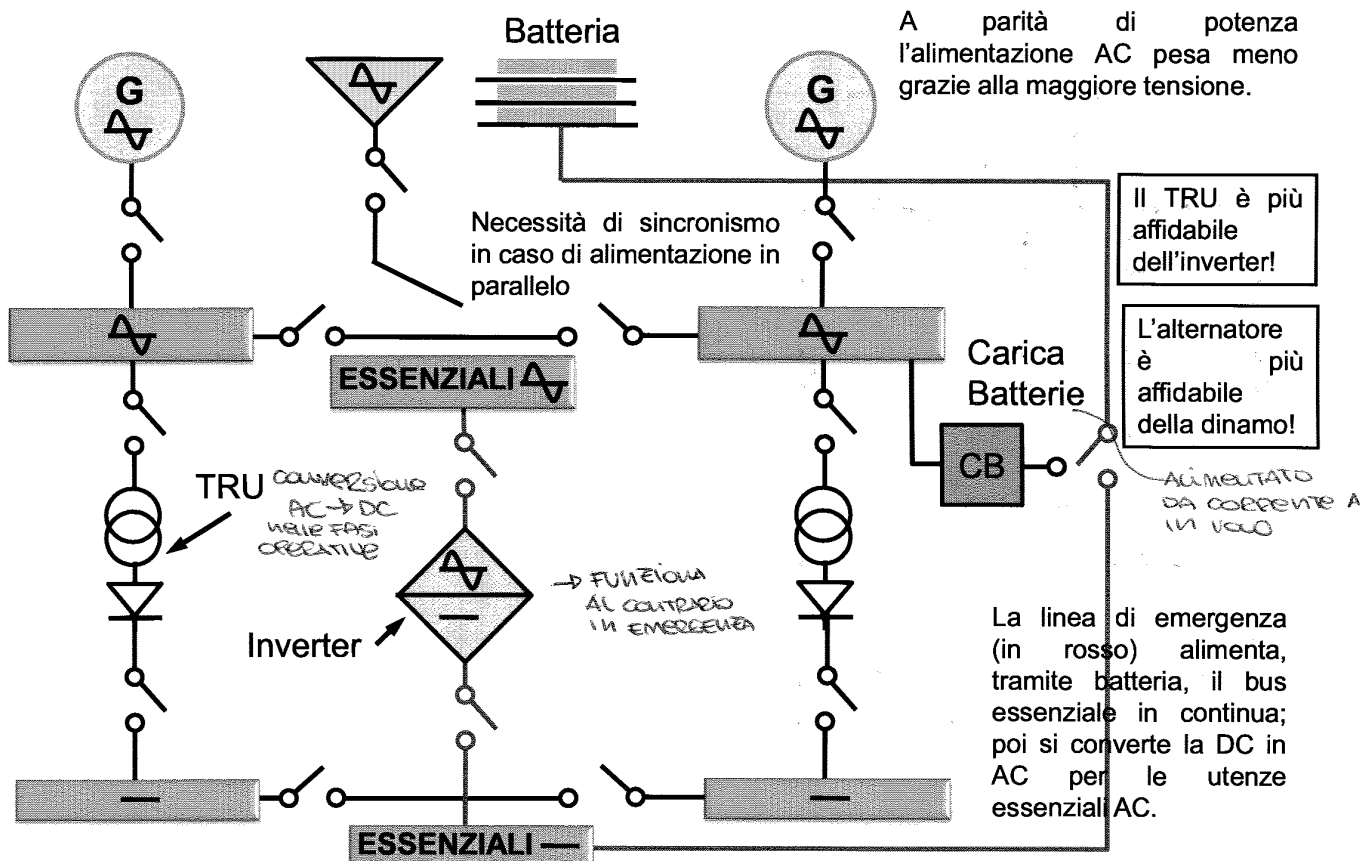 A parità di potenza
l'alimentazione AC pesa meno
grazie alla maggiore tensione.
Batteria
G
G
Il TRU è più
affidabile
dell'inverter!
Necessità di sincronismo
in caso di alimentazione in
parallelo
L'alternatore
è più
affidabile
della dinamo!
Carica
Batterie
ESSENZIALI
CB
ALIMENTATO
DA CORRENTE A
IN VOLO
TRU
CONVERSIONE
AC → DC
NELLE FASI
OPERATIVE
→ FUNZIONA
AL CONTRARIO
IN EMERGENZA
Inverter
La linea di emergenza
(in rosso) alimenta,
tramite batteria, il bus
essenziale in continua;
poi si converte la DC in
AC per le utenze
essenziali AC.
ESSENZIALI